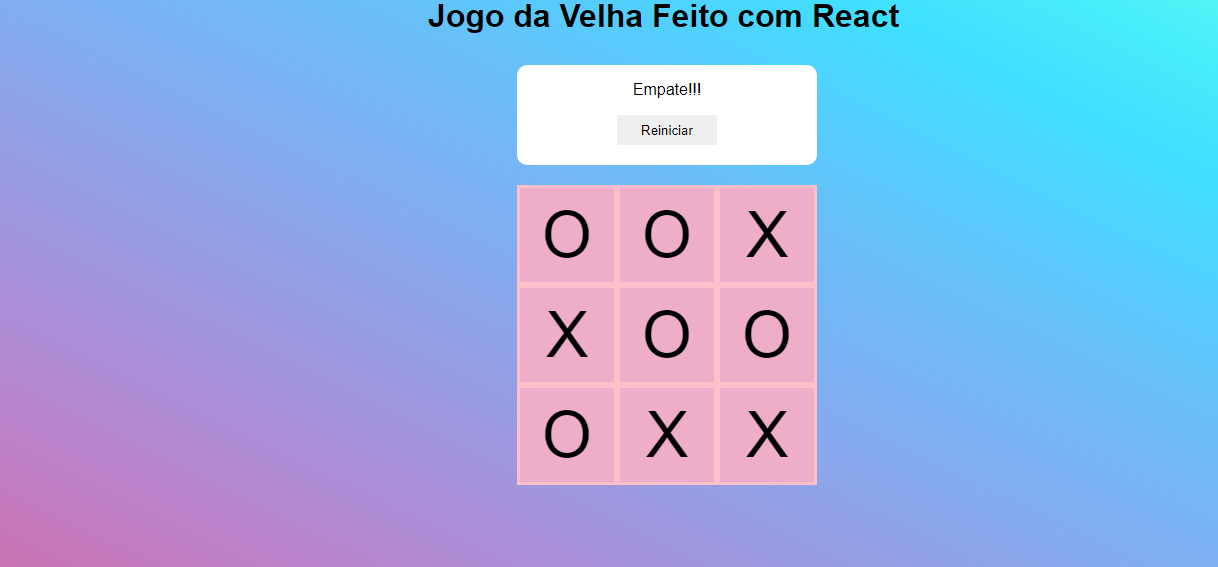 Jogo da Velha Feito com React
Empate!!!
Reiniciar
O O X
X O O
O X X